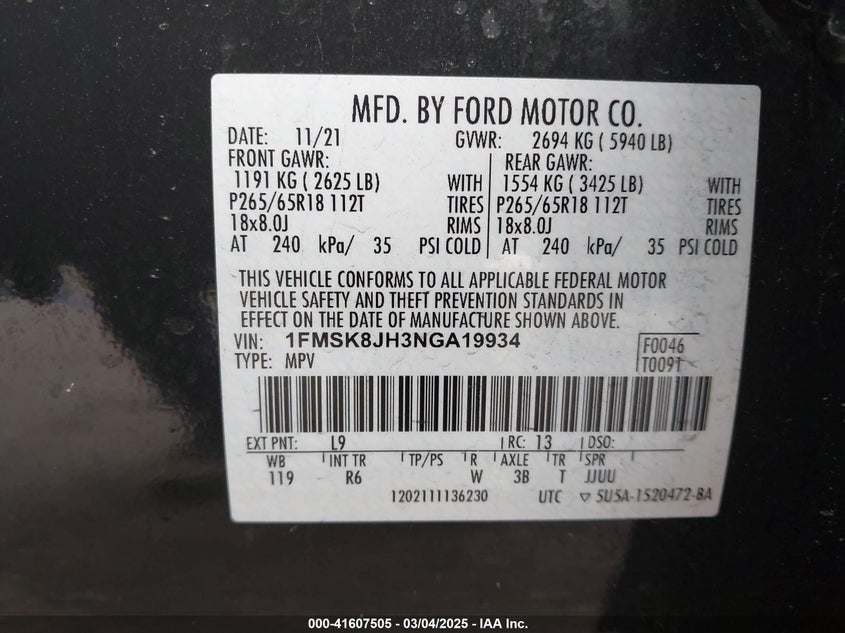 MFD. BY FORD MOTOR CO.
DATE: 11/21 GVWR: 2694 KG ( 5940 LB)
FRONT GAWR: REAR GAWR:
1191 KG ( 2625 LB) WITH 1554 KG ( 3425 LB) WITH
P265/65R18 112T TIRES P265/65R18 112T TIRES
18x8.0J RIMS 18x8.0J RIMS
AT 240 kPa/ 35 PSI COLD AT 240 kPa/ 35 PSI COLD
THIS VEHICLE CONFORMS TO ALL APPLICABLE FEDERAL MOTOR
VEHICLE SAFETY AND THEFT PREVENTION STANDARDS IN
EFFECT ON THE DATE OF MANUFACTURE SHOWN ABOVE.
VIN: 1FMSK8JH3NGA19934 F0046
TYPE: MPV T0091
EXT PNT: L9 RC: 13 DSO:
WB INT TR TP/PS R AXLE TR SPR
119 R6 W 3B T JJUU
1202111136230 UTC ▽ 5U5A-1520472-BA
000-41607505 - 03/04/2025 - IAA Inc.